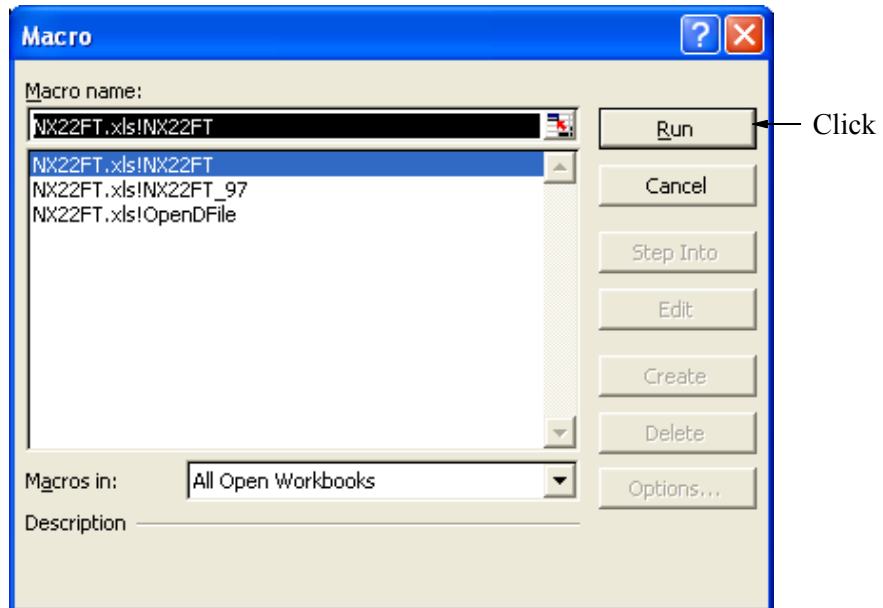 Macro
Macro name:
NX22FT.xls!NX22FT
NX22FT.xls!NX22FT
NX22FT.xls!NX22FT_97
NX22FT.xls!OpenDFile
Run
Click
Cancel
Step Into
Edit
Create
Delete
Macros in:
All Open Workbooks
Options...
Description